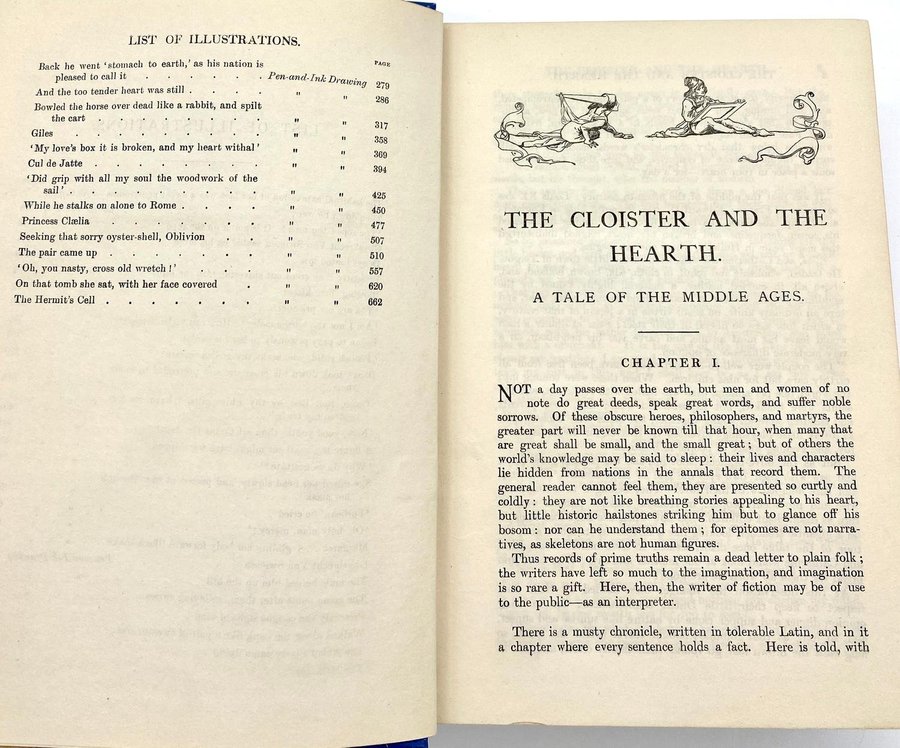 LIST OF ILLUSTRATIONS.
PAGE
Back he went 'stomach to earth,' as his nation is
pleased to call it . . . . . . Pen-and-Ink Drawing 279
And the too tender heart was still . . . . " " 286
Bowled the horse over dead like a rabbit, and spilt
the cart . . . . . . . . " " 317
Giles . . . . . . . . . " " 358
'My love's box it is broken, and my heart withal' " " 369
Cul de Jatte . . . . . . . . " " 394
'Did grip with all my soul the woodwork of the
sail' . . . . . . . . . " " 425
While he stalks on alone to Rome . . . . " " 450
Princess Clælia . . . . . . . " " 477
Seeking that sorry oyster-shell, Oblivion . . " " 507
The pair came up . . . . . . . " " 510
'Oh, you nasty, cross old wretch!' . . . . " " 557
On that tomb she sat, with her face covered . " " 620
The Hermit's Cell . . . . . . . " " 662
THE CLOISTER AND THE
HEARTH.
A TALE OF THE MIDDLE AGES.
CHAPTER I.
NOT a day passes over the earth, but men and women of no
note do great deeds, speak great words, and suffer noble
sorrows. Of these obscure heroes, philosophers, and martyrs, the
greater part will never be known till that hour, when many that
are great shall be small, and the small great; but of others the
world's knowledge may be said to sleep: their lives and characters
lie hidden from nations in the annals that record them. The
general reader cannot feel them, they are presented so curtly and
coldly: they are not like breathing stories appealing to his heart,
but little historic hailstones striking him but to glance off his
bosom: nor can he understand them; for epitomes are not narra-
tives, as skeletons are not human figures.
Thus records of prime truths remain a dead letter to plain folk;
the writers have left so much to the imagination, and imagination
is so rare a gift. Here, then, the writer of fiction may be of use
to the public—as an interpreter.
There is a musty chronicle, written in tolerable Latin, and in it
a chapter where every sentence holds a fact. Here is told, with